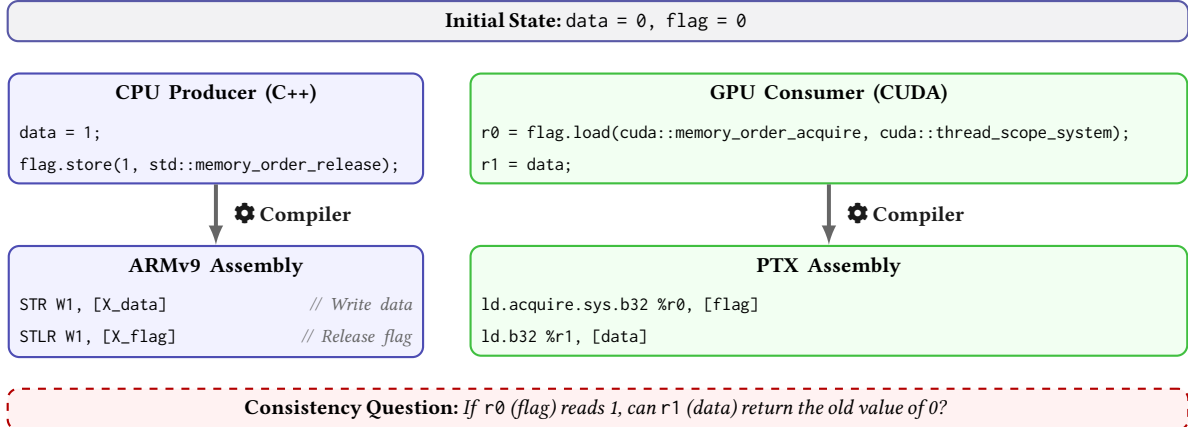 Initial State: data = 0, flag = 0
CPU Producer (C++)
data = 1;
flag.store(1, std::memory_order_release);
GPU Consumer (CUDA)
r0 = flag.load(cuda::memory_order_acquire, cuda::thread_scope_system);
r1 = data;
Compiler
Compiler
ARMv9 Assembly
STR W1, [X_data] // Write data
STLR W1, [X_flag] // Release flag
PTX Assembly
ld.acquire.sys.b32 %r0, [flag]
ld.b32 %r1, [data]
Consistency Question: If r0 (flag) reads 1, can r1 (data) return the old value of 0?